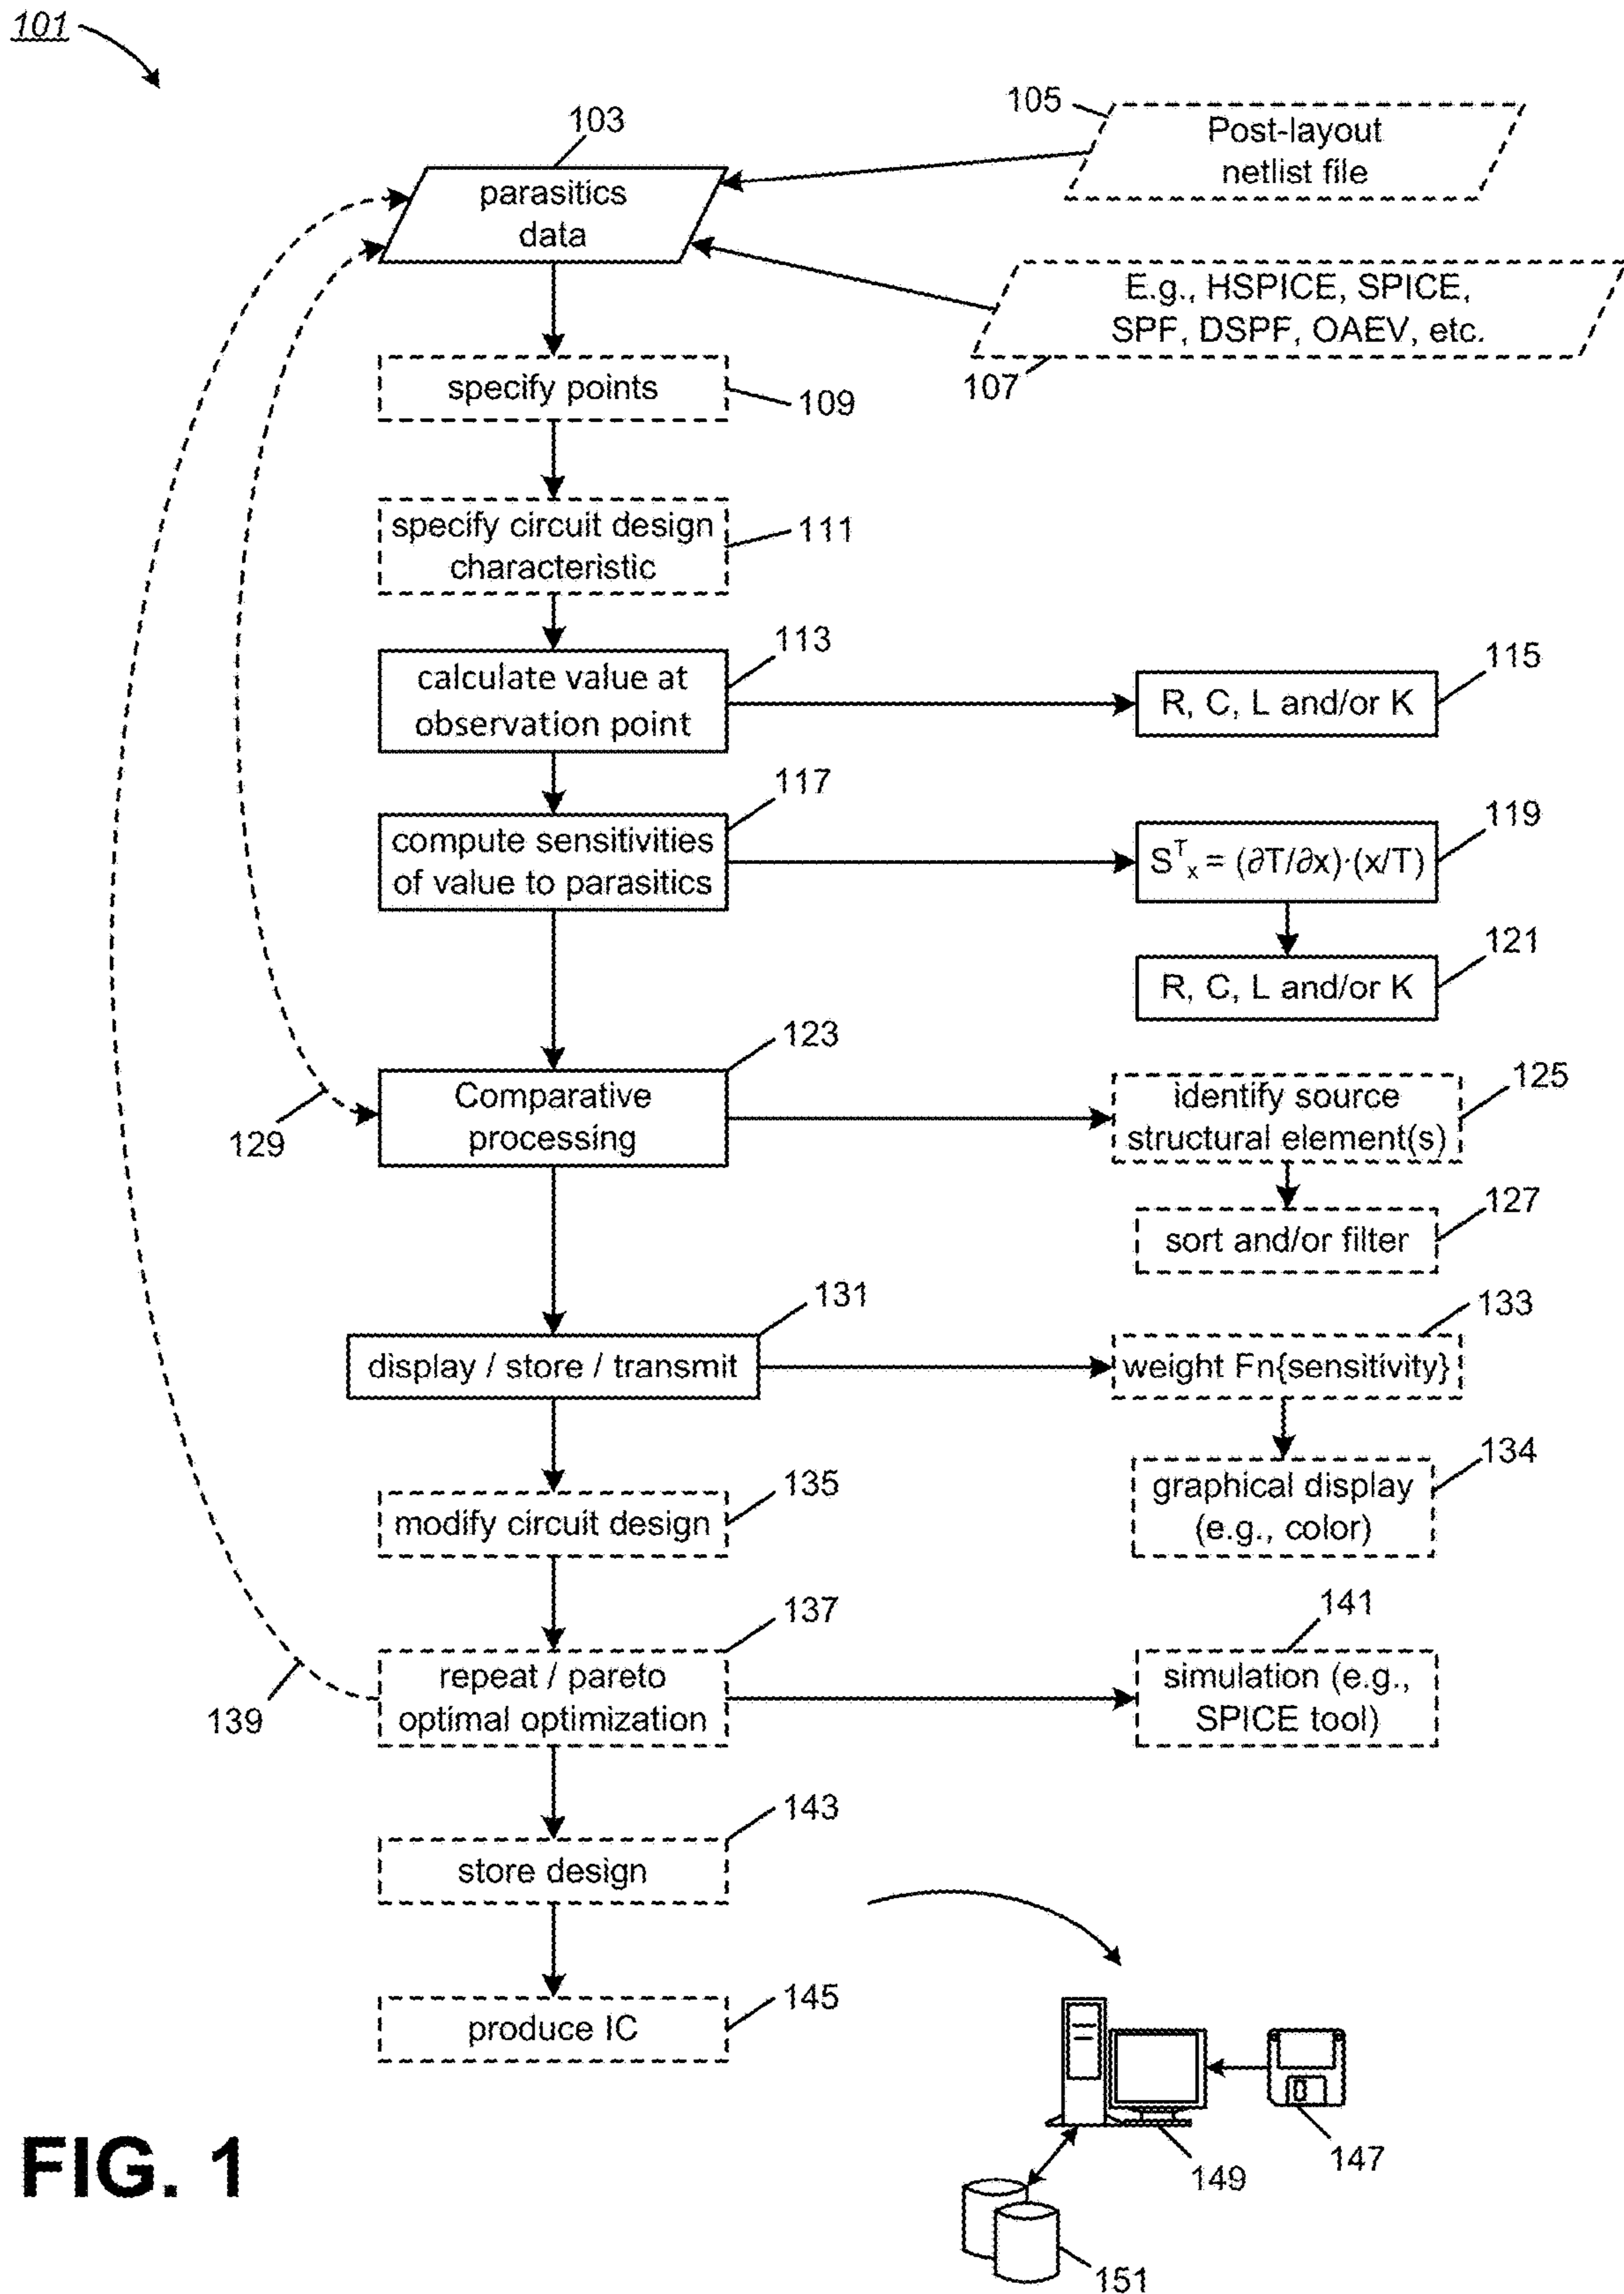 101
103
parasitics
data
105
Post-layout
netlist file
E.g., HSPICE, SPICE,
SPF, DSPF, OAEV, etc.
107
specify points
109
specify circuit design
characteristic
111
113
calculate value at
observation point
115
R, C, L and/or K
117
compute sensitivities
of value to parasitics
119
S^T_x = (∂T/∂x)·(x/T)
121
R, C, L and/or K
123
Comparative
processing
125
identify source
structural element(s)
129
127
sort and/or filter
131
display / store / transmit
133
weight Fn{sensitivity}
134
graphical display
(e.g., color)
135
modify circuit design
137
repeat / pareto
optimal optimization
139
141
simulation (e.g.,
SPICE tool)
143
store design
145
produce IC
147
149
151
FIG. 1